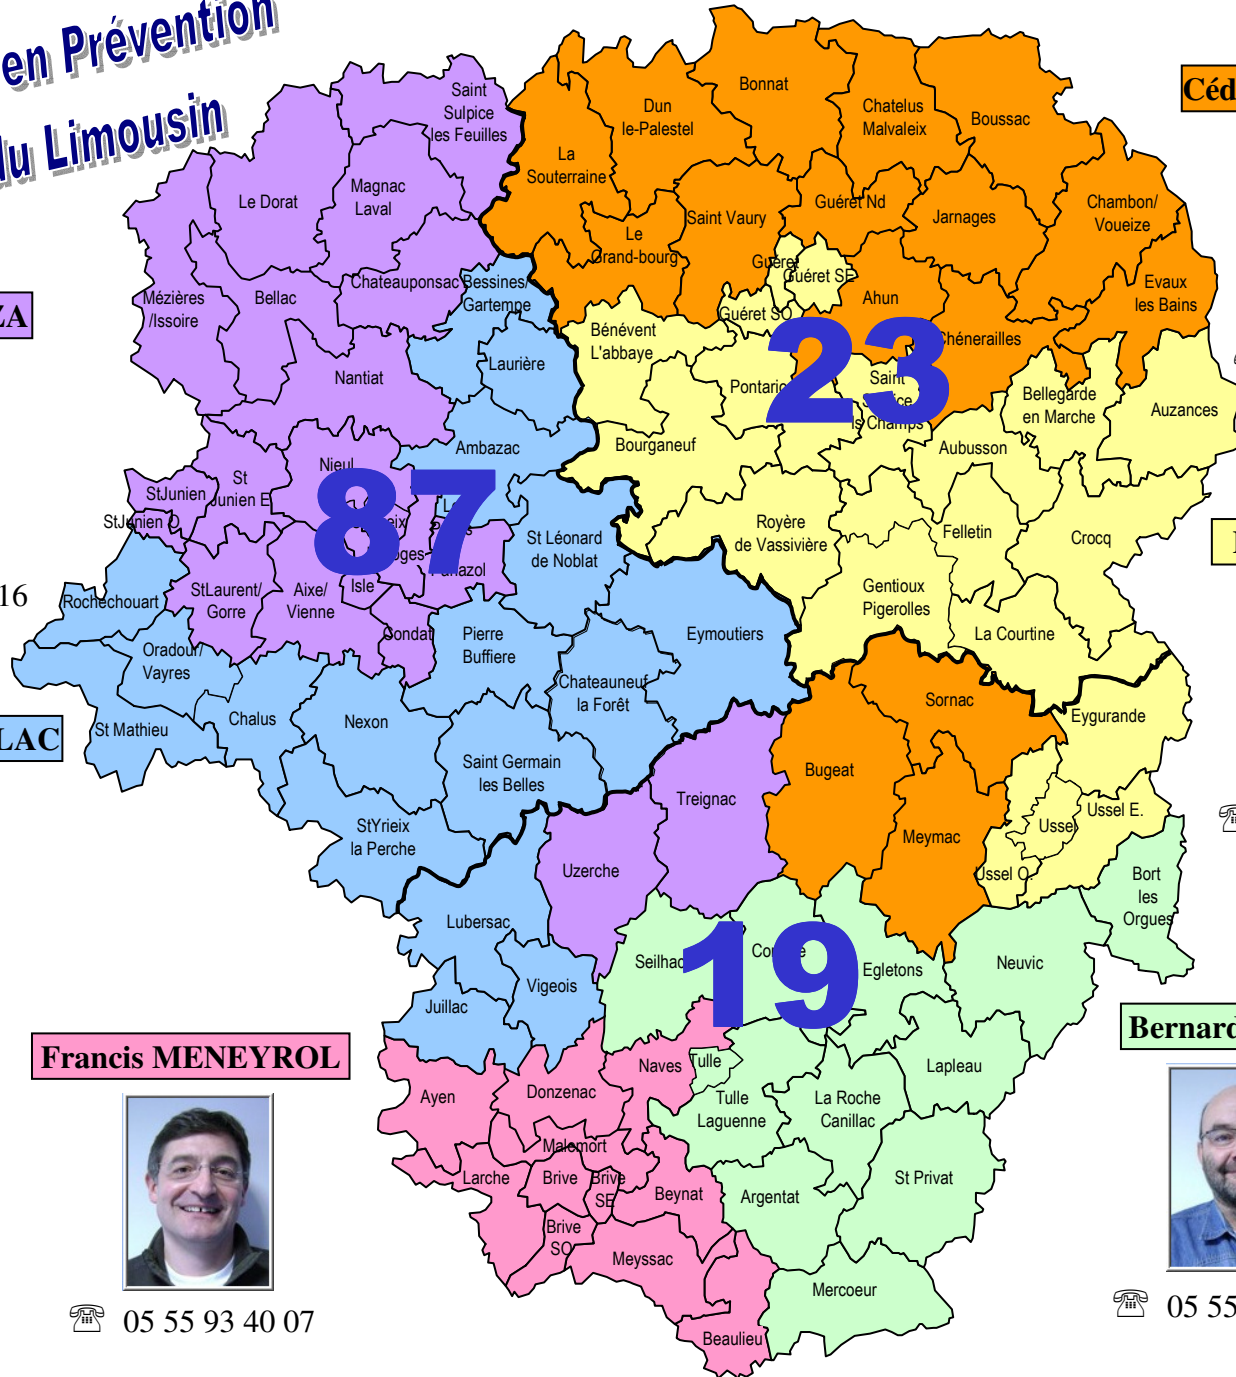 en Prévention
du Limousin
Saint
Sulpice
les Feuilles
Bonnat
Dun
le-Palestel
Chatelus
Malvaleix
Boussac
Céd
La
Souterraine
Le Dorat
Magnac
Laval
Saint Vaury
Le
Grand-bourg
Guéret Nd
Jarnages
Chambon/
Voueize
Guéret
Guéret SE
Evaux
les Bains
Mézières
/Issoire
Bellac
Chateauponsac
Bessines/
Gartempe
Ahun
Guéret SO
ZA
Bénévent
L'abbaye
Chénerailles
23
Laurière
Nantiat
Saint
ls Champs
Bellegarde
en Marche
Auzances
Ambazac
Bourganeuf
Aubusson
Nieul
St
Junien E
StJunien
StJunien O
87
St Léonard
de Noblat
Royère
de Vassivière
Felletin
Crocq
16
Rochechouart
StLaurent/
Gorre
Aixe/
Vienne
Isle
Condat
Pierre
Buffiere
Eymoutiers
Gentioux
Pigerolles
La Courtine
Oradour/
Vayres
Chateauneuf
la Forêt
Sornac
Eygurande
LAC
St Mathieu
Chalus
Nexon
Saint Germain
les Belles
Bugeat
Treignac
StYrieix
la Perche
Meymac
Ussel
Ussel E.
Ussel O.
Uzerche
Bort
les
Orgues
Lubersac
19
Seilhac
Egletons
Neuvic
Vigeois
Juillac
Francis MENEYROL
Bernard
Naves
Tulle
Lapleau
Ayen
Donzenac
Tulle
Laguenne
La Roche
Canillac
Malemort
Larche
Brive
Brive
SE
Beynat
Argentat
St Privat
Brive
SO
Meyssac
Mercoeur
Beaulieu
05 55 93 40 07
05 55